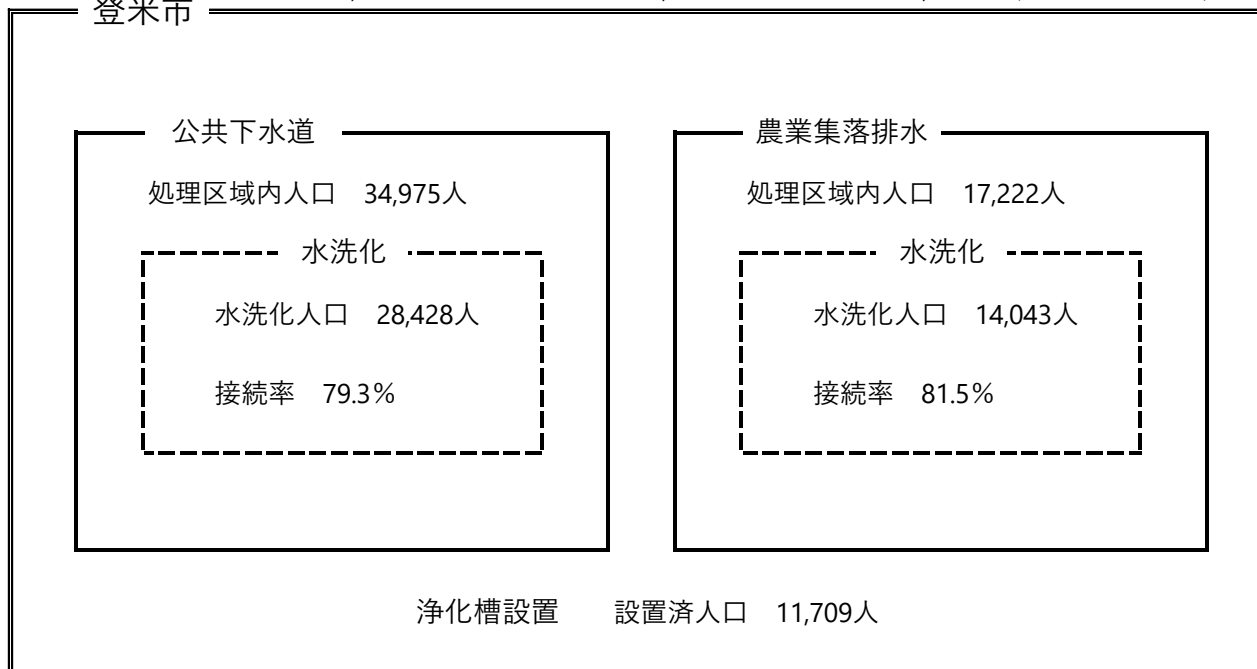 登米市
公共下水道
処理区域内人口 34,975人
水洗化
水洗化人口 28,428人
接続率 79.3%
農業集落排水
処理区域内人口 17,222人
水洗化
水洗化人口 14,043人
接続率 81.5%
浄化槽設置 設置済人口 11,709人